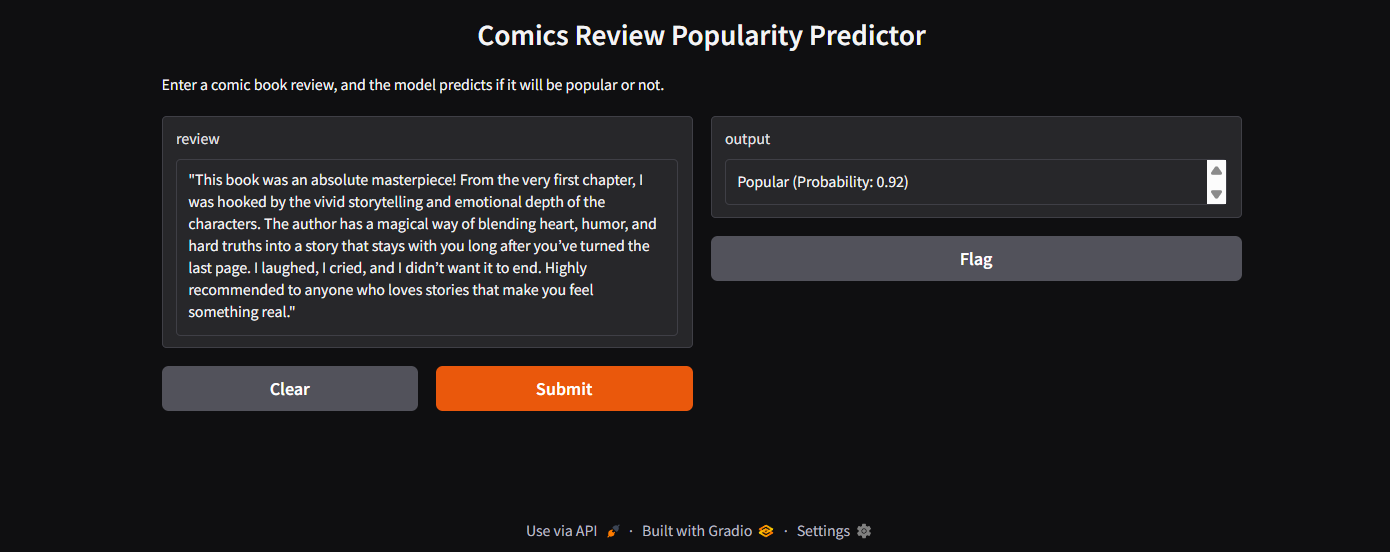 Comics Review Popularity Predictor
Enter a comic book review, and the model predicts if it will be popular or not.
review
"This book was an absolute masterpiece! From the very first chapter, I
was hooked by the vivid storytelling and emotional depth of the
characters. The author has a magical way of blending heart, humor, and
hard truths into a story that stays with you long after you’ve turned the
last page. I laughed, I cried, and I didn’t want it to end. Highly
recommended to anyone who loves stories that make you feel
something real."
Clear
Submit
output
Popular (Probability: 0.92)
Flag
Use via API · Built with Gradio · Settings